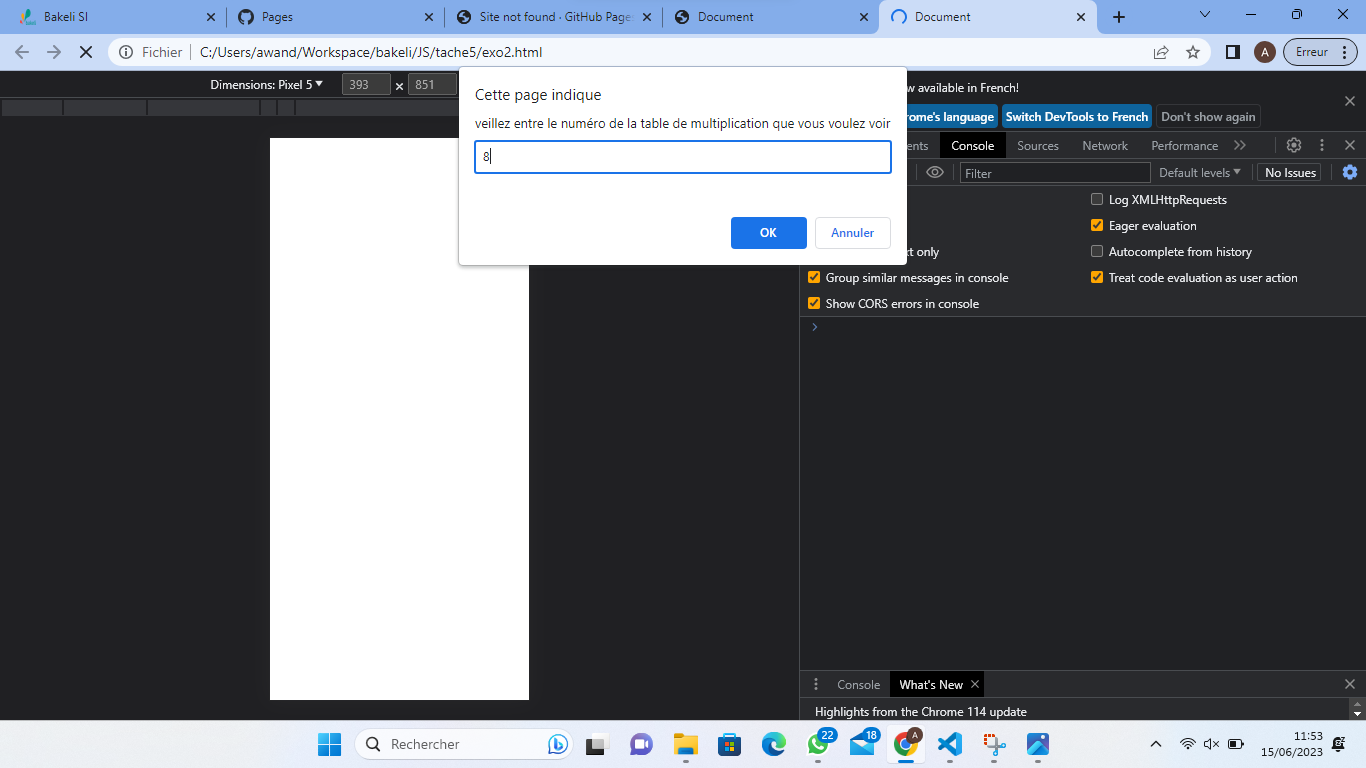 Bakeli SI
Pages
Site not found · GitHub Page
Document
Document
Fichier
C:/Users/awand/Workspace/bakeli/JS/tache5/exo2.html
A
Erreur
Dimensions: Pixel 5
393
851
Cette page indique
veillez entre le numéro de la table de multiplication que vous voulez voir
8
OK
Annuler
w available in French!
rome's language
Switch DevTools to French
Don't show again
ents
Console
Sources
Network
Performance
Filter
Default levels
No Issues
Log XMLHttpRequests
Eager evaluation
xt only
Autocomplete from history
Group similar messages in console
Treat code evaluation as user action
Show CORS errors in console
Console
What's New
Highlights from the Chrome 114 update
Rechercher
22
18
A
11:53
15/06/2023